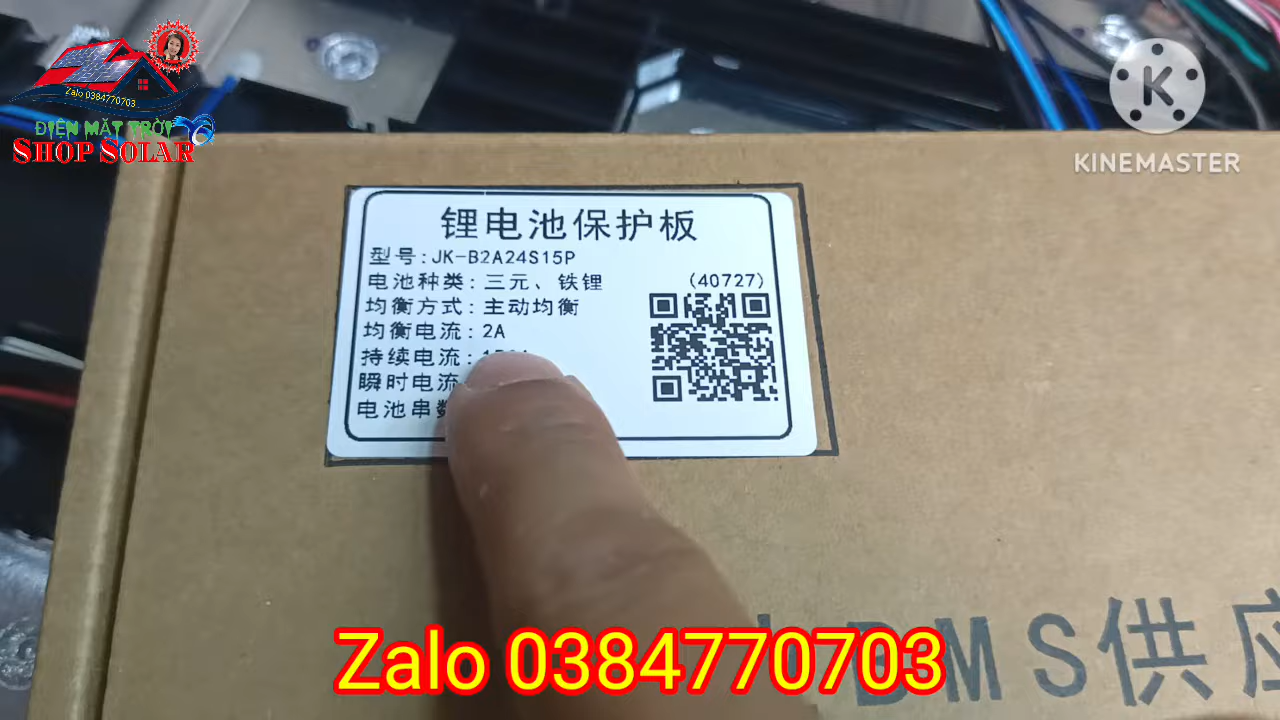 Zalo 0384770703
ĐIỆN MẶT TRỜI
SHOP SOLAR
K
KINEMASTER
锂电池保护板
型号:JK-B2A24S15P
电池种类:三元、铁锂
(40727)
均衡方式:主动均衡
均衡电流:2A
持续电流:
瞬时电流
电池串数
BMS供应
Zalo 0384770703